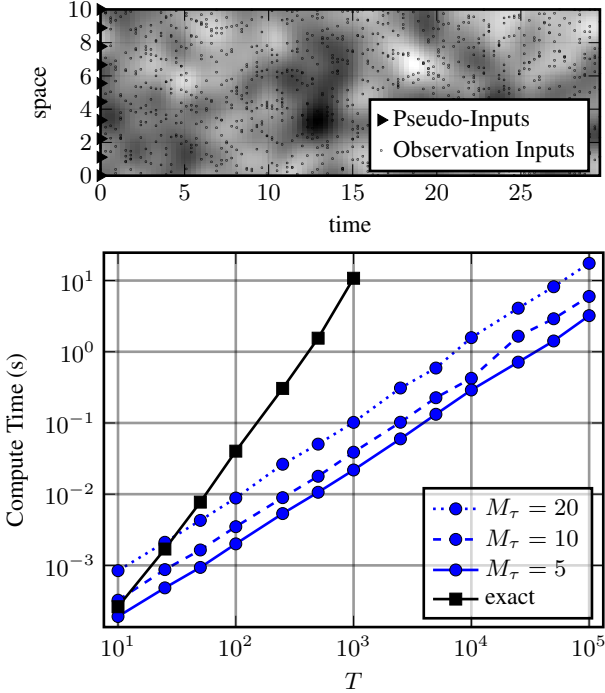 10
8
6
4
2
0
space
Pseudo-Inputs
Observation Inputs
0 5 10 15 20 25
time
10^1
10^0
10^{-1}
10^{-2}
10^{-3}
Compute Time (s)
M_τ = 20
M_τ = 10
M_τ = 5
exact
10^1 10^2 10^3 10^4 10^5
T